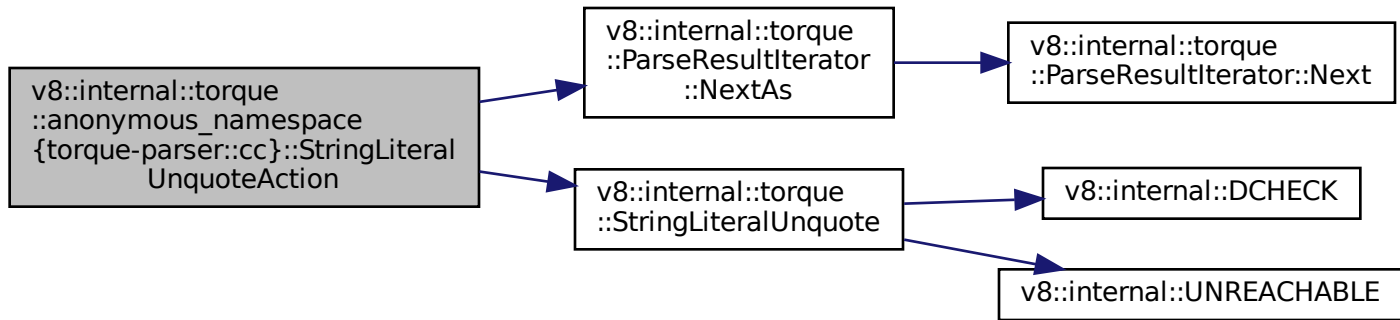 v8::internal::torque
::anonymous_namespace
{torque-parser::cc}::StringLiteral
UnquoteAction
v8::internal::torque
::ParseResultIterator
::NextAs
v8::internal::torque
::ParseResultIterator::Next
v8::internal::torque
::StringLiteralUnquote
v8::internal::DCHECK
v8::internal::UNREACHABLE